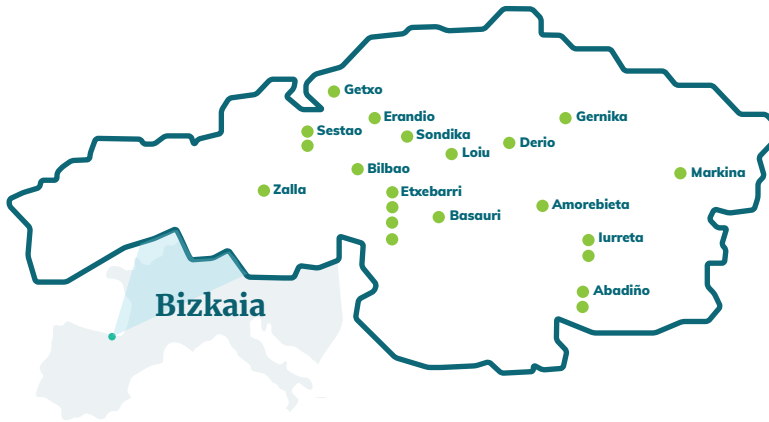 Getxo
Erandio
Gernika
Sestao
Sondika
Derio
Loiu
Bilbao
Markina
Zalla
Etxebarri
Amorebieta
Basauri
Iurreta
Abadiño
Bizkaia